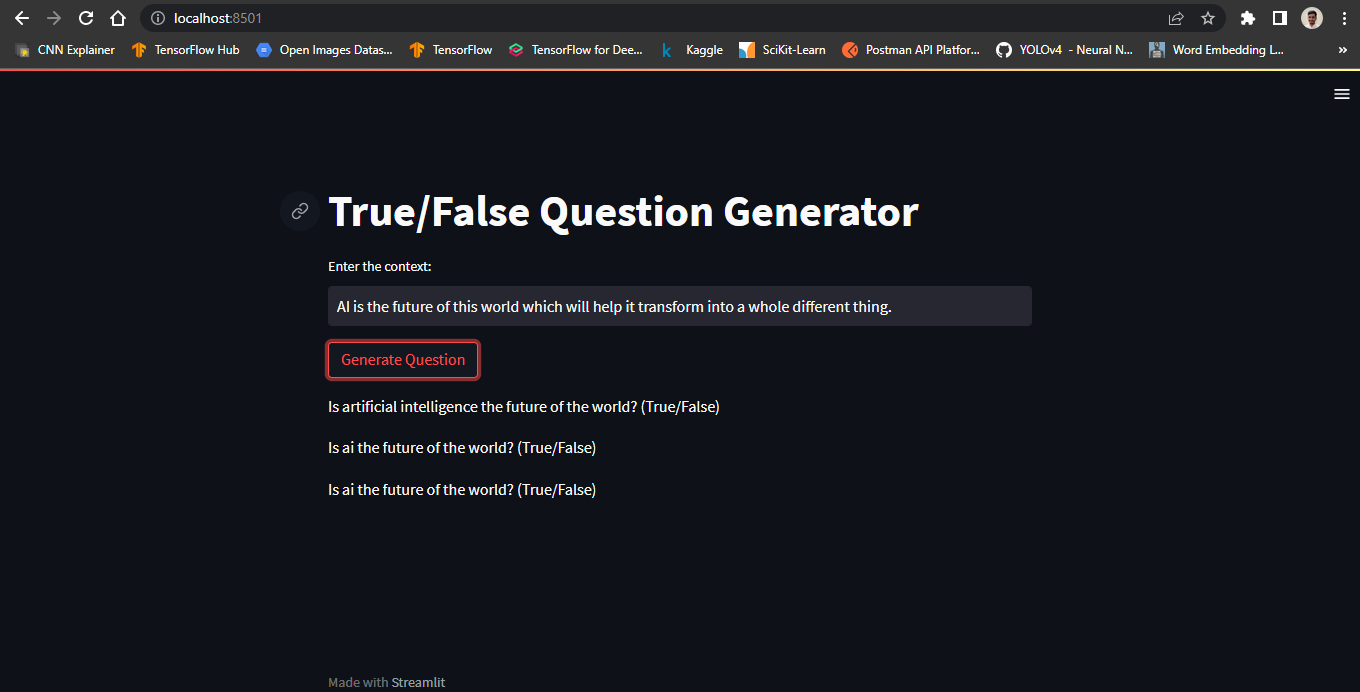 localhost:8501
CNN Explainer TensorFlow Hub Open Images Datas... TensorFlow TensorFlow for Dee... Kaggle SciKit-Learn Postman API Platfor... YOLOv4 - Neural N... Word Embedding L... »
True/False Question Generator
Enter the context:
AI is the future of this world which will help it transform into a whole different thing.
Generate Question
Is artificial intelligence the future of the world? (True/False)
Is ai the future of the world? (True/False)
Is ai the future of the world? (True/False)
Made with Streamlit